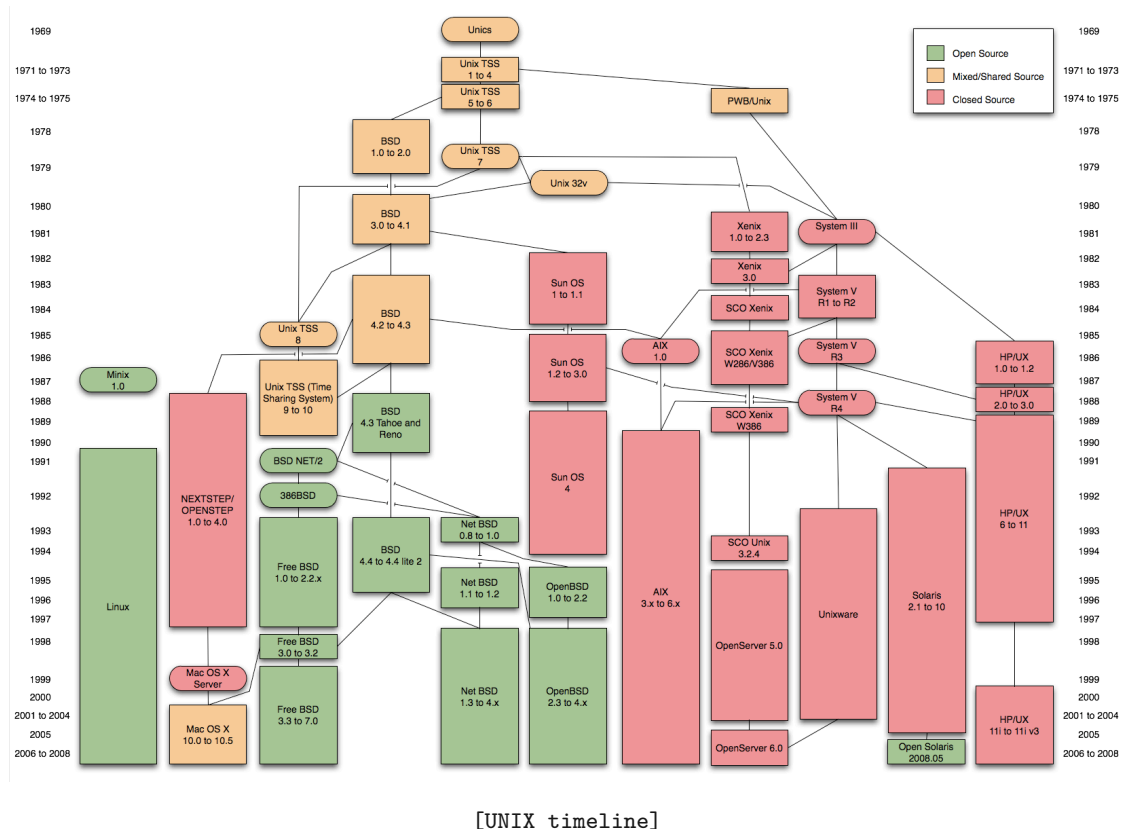 1969
Unics
1969
Open Source
Mixed/Shared Source
Closed Source
1971 to 1973
Unix TSS
1 to 4
1971 to 1973
1974 to 1975
Unix TSS
5 to 6
PWB/Unix
1974 to 1975
1978
BSD
1.0 to 2.0
1978
Unix TSS
7
1979
Unix 32v
1979
1980
BSD
3.0 to 4.1
1980
Xenix
1.0 to 2.3
System III
1981
1981
1982
Sun OS
1 to 1.1
Xenix
3.0
1982
1983
BSD
4.2 to 4.3
System V
R1 to R2
1983
1984
SCO Xenix
1984
Unix TSS
8
1985
Sun OS
1.2 to 3.0
AIX
1.0
SCO Xenix
W286/V386
System V
R3
1985
1986
HP/UX
1.0 to 1.2
1986
Minix
1.0
1987
Unix TSS (Time
Sharing System)
9 to 10
1987
1988
System V
R4
HP/UX
2.0 to 3.0
1988
1989
BSD
4.3 Tahoe and
Reno
SCO Xenix
W386
1989
1990
1990
1991
BSD NET/2
1991
NEXTSTEP/
OPENSTEP
1.0 to 4.0
Sun OS
4
1992
386BSD
HP/UX
6 to 11
1992
1993
Net BSD
0.8 to 1.0
1993
1994
BSD
4.4 to 4.4 lite 2
SCO Unix
3.2.4
1994
Free BSD
1.0 to 2.2.x
1995
Net BSD
1.1 to 1.2
OpenBSD
1.0 to 2.2
AIX
3.x to 6.x
Solaris
2.1 to 10
1995
1996
Linux
Unixware
1996
1997
1997
1998
Free BSD
3.0 to 3.2
OpenServer 5.0
1998
1999
Mac OS X
Server
1999
2000
Free BSD
3.3 to 7.0
Net BSD
1.3 to 4.x
OpenBSD
2.3 to 4.x
2000
2001 to 2004
HP/UX
11i to 11i v3
2001 to 2004
2005
Mac OS X
10.0 to 10.5
2005
2006 to 2008
OpenServer 6.0
Open Solaris
2008.05
2006 to 2008
[UNIX timeline]